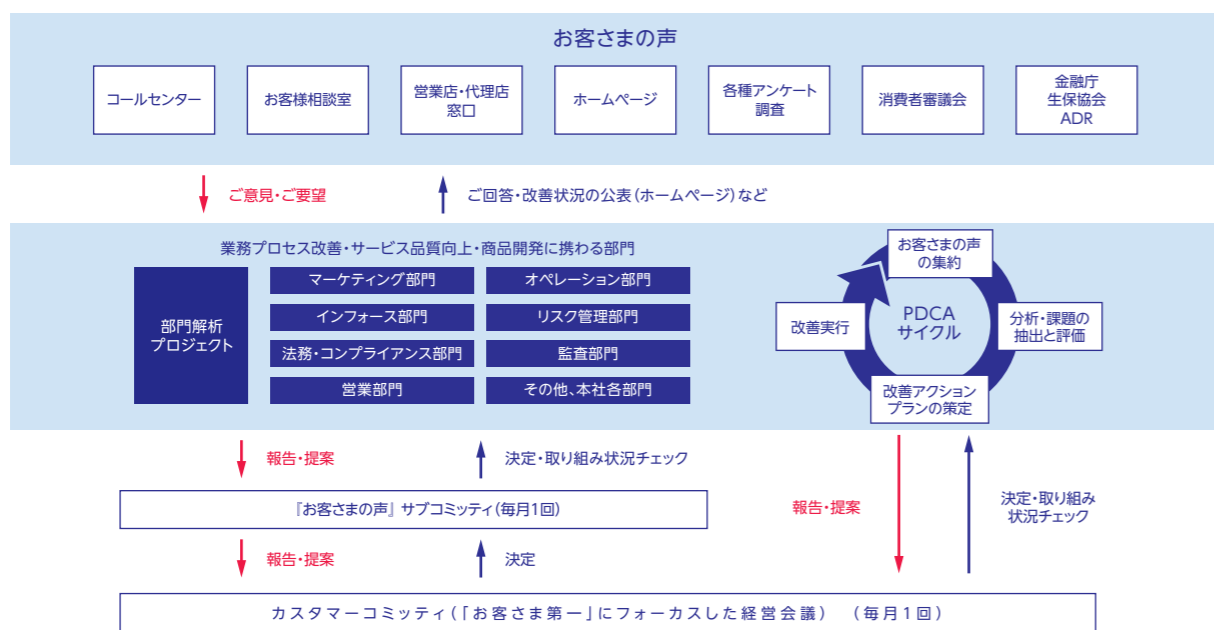 お客さまの声
コールセンター
お客様相談室
営業店・代理店
窓口
ホームページ
各種アンケート
調査
消費者審議会
金融庁
生保協会
ADR
ご意見・ご要望
ご回答・改善状況の公表（ホームページ）など
業務プロセス改善・サービス品質向上・商品開発に携わる部門
部門解析
プロジェクト
マーケティング部門
オペレーション部門
インフォース部門
リスク管理部門
法務・コンプライアンス部門
監査部門
営業部門
その他、本社各部門
お客さまの声
の集約
PDCA
サイクル
改善実行
分析・課題の
抽出と評価
改善アクション
プランの策定
報告・提案
決定・取り組み状況チェック
『お客さまの声』サブコミッティ（毎月1回）
報告・提案
決定・取り組み
状況チェック
報告・提案
決定
カスタマーコミッティ（「お客さま第一」にフォーカスした経営会議） （毎月1回）